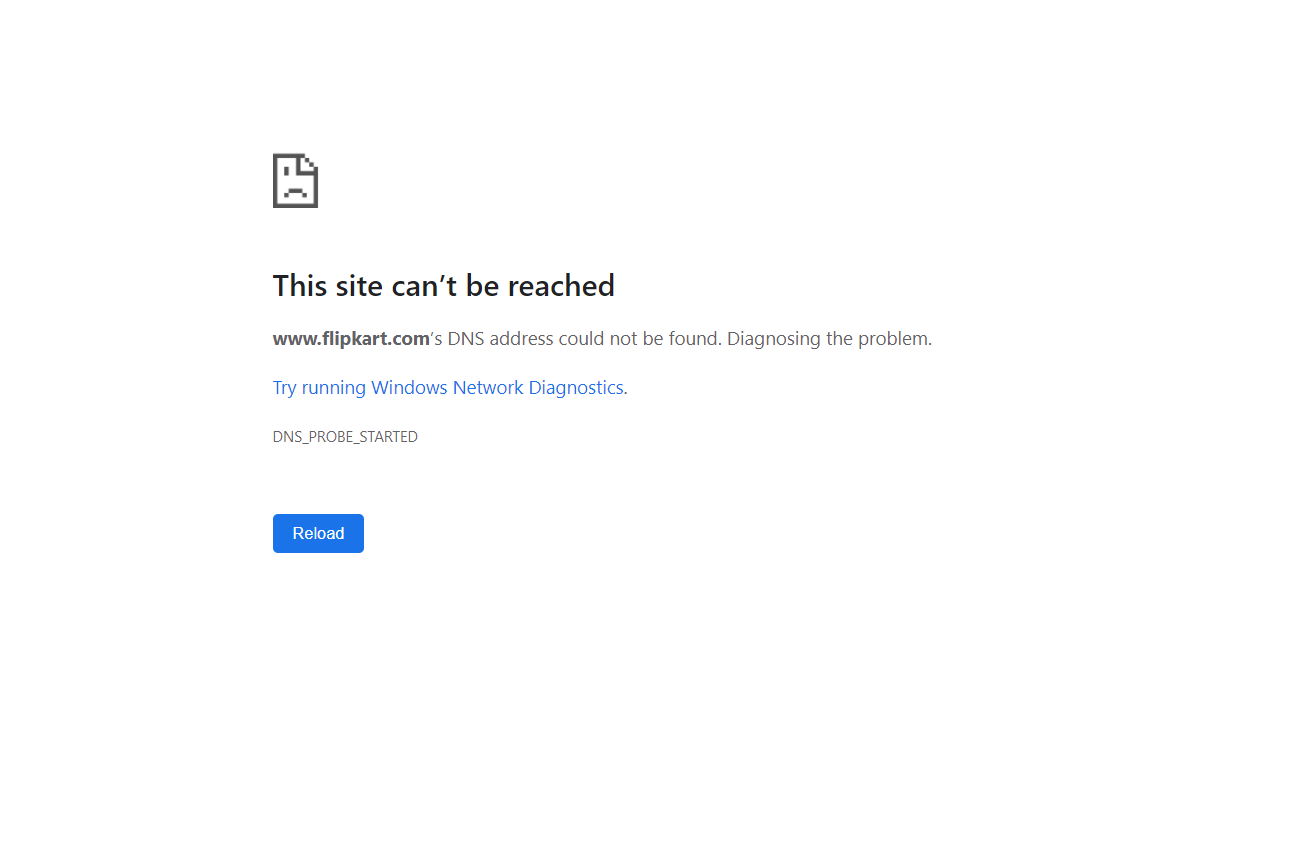 This site can’t be reached
www.flipkart.com’s DNS address could not be found. Diagnosing the problem.
Try running Windows Network Diagnostics.
DNS_PROBE_STARTED
Reload